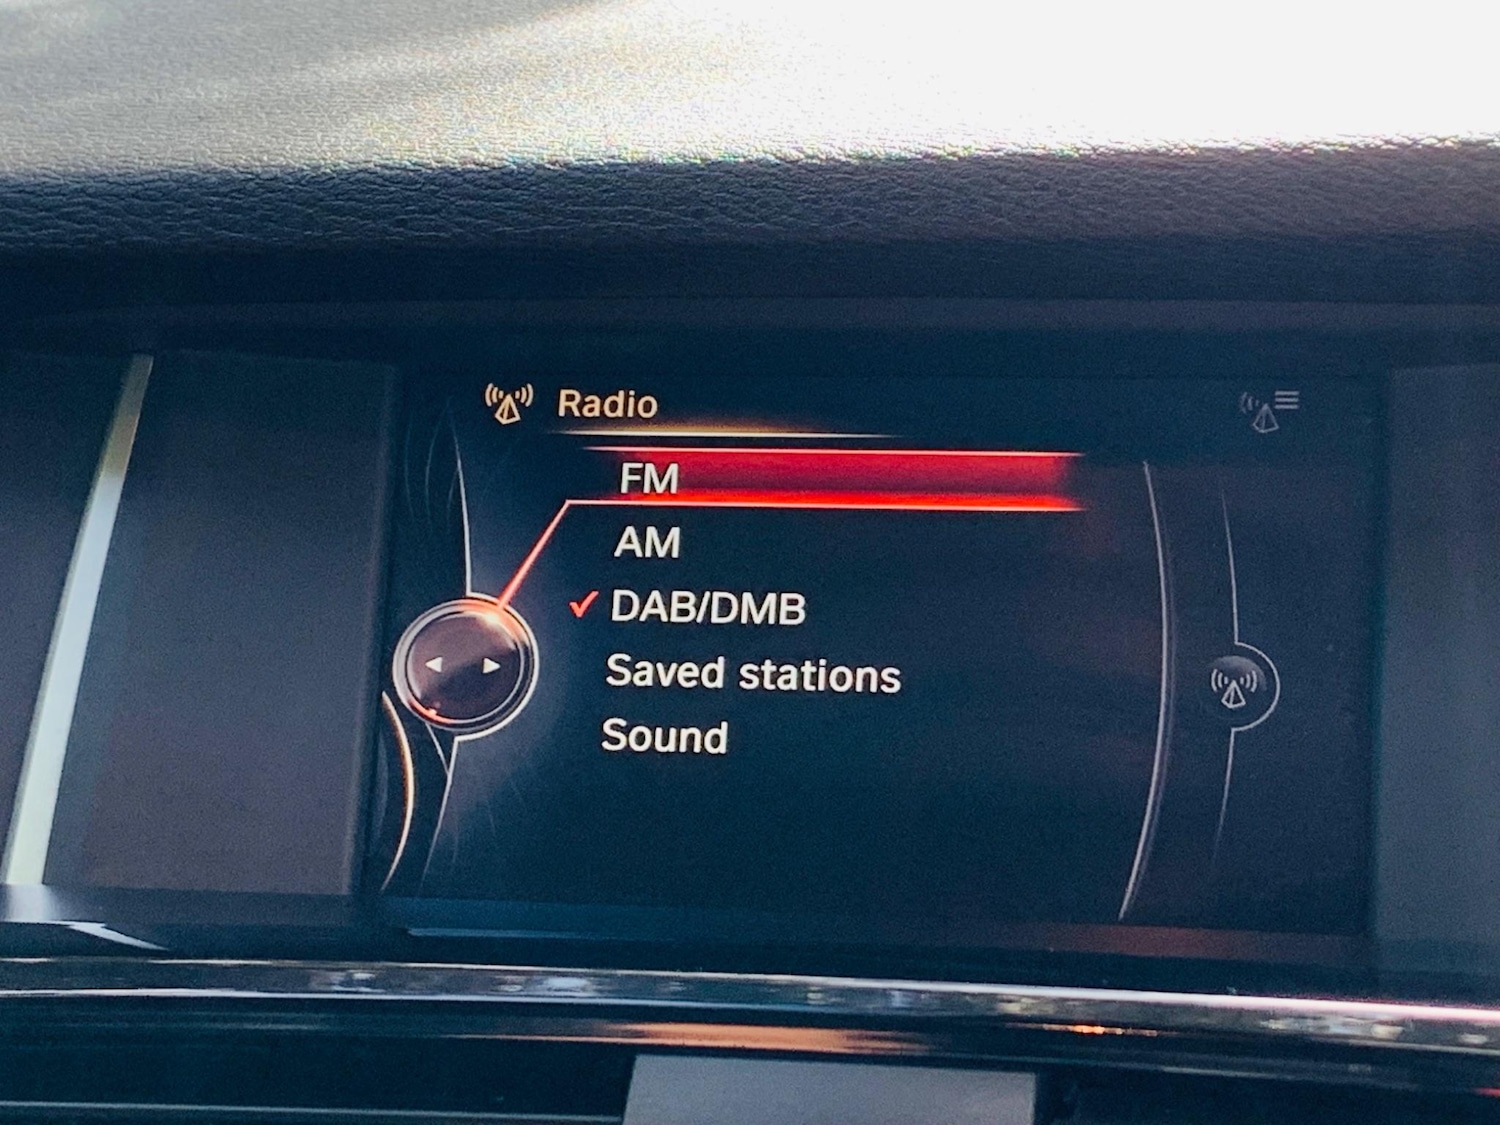 Radio
FM
AM
DAB/DMB
Saved stations
Sound